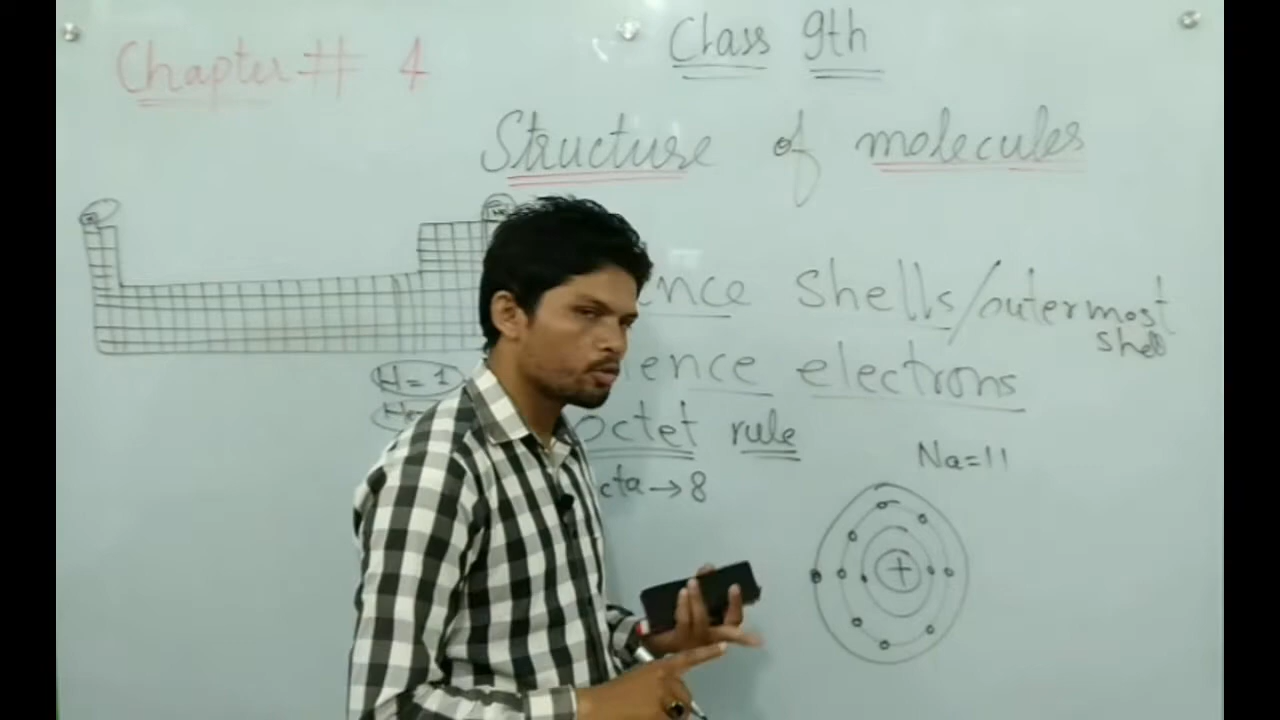 Chapter # 4
Class 9th
Structure of molecules
ence Shells/outermost
Shell
lence electrons
octet rule
cta → 8
H = 1
Na = 11
+